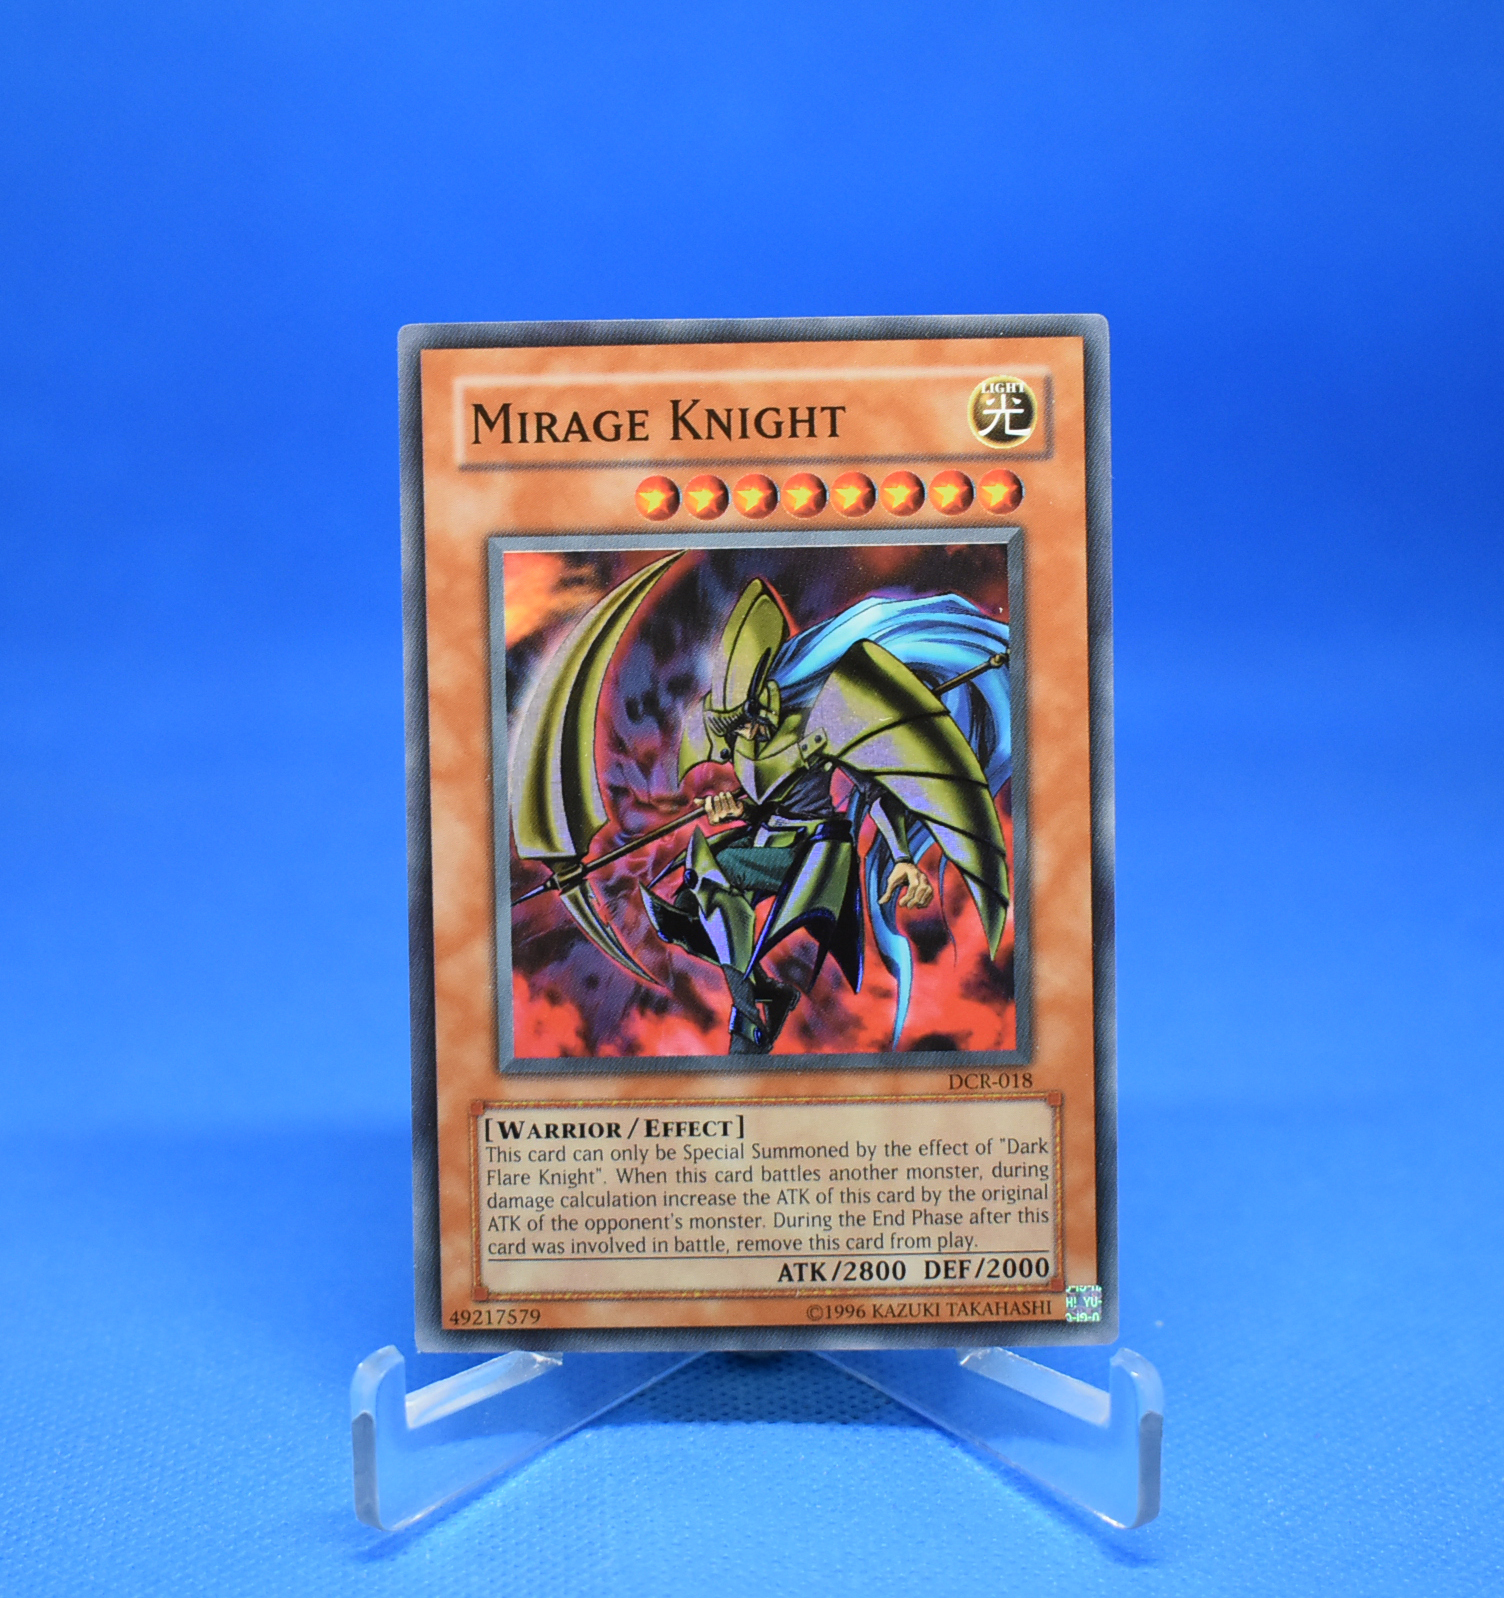 MIRAGE KNIGHT
LIGHT
光
DCR-018
[WARRIOR/EFFECT]
This card can only be Special Summoned by the effect of "Dark
Flare Knight". When this card battles another monster, during
damage calculation increase the ATK of this card by the original
ATK of the opponent's monster. During the End Phase after this
card was involved in battle, remove this card from play.
ATK/2800 DEF/2000
49217579
©1996 KAZUKI TAKAHASHI